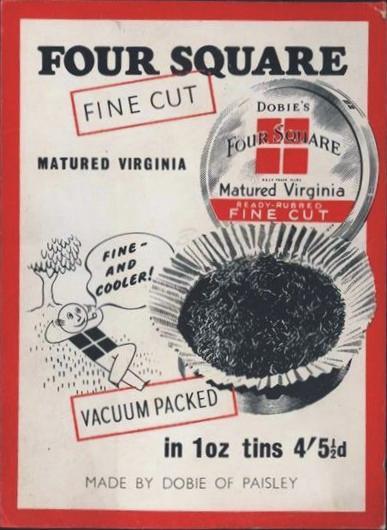 FOUR SQUARE
FINE CUT
MATURED VIRGINIA
DOBIE'S
FOUR SQUARE
Matured Virginia
READY-RUBBED
FINE CUT
FINE-
AND
COOLER!
VACUUM PACKED
in 1oz tins 4/5½d
MADE BY DOBIE OF PAISLEY